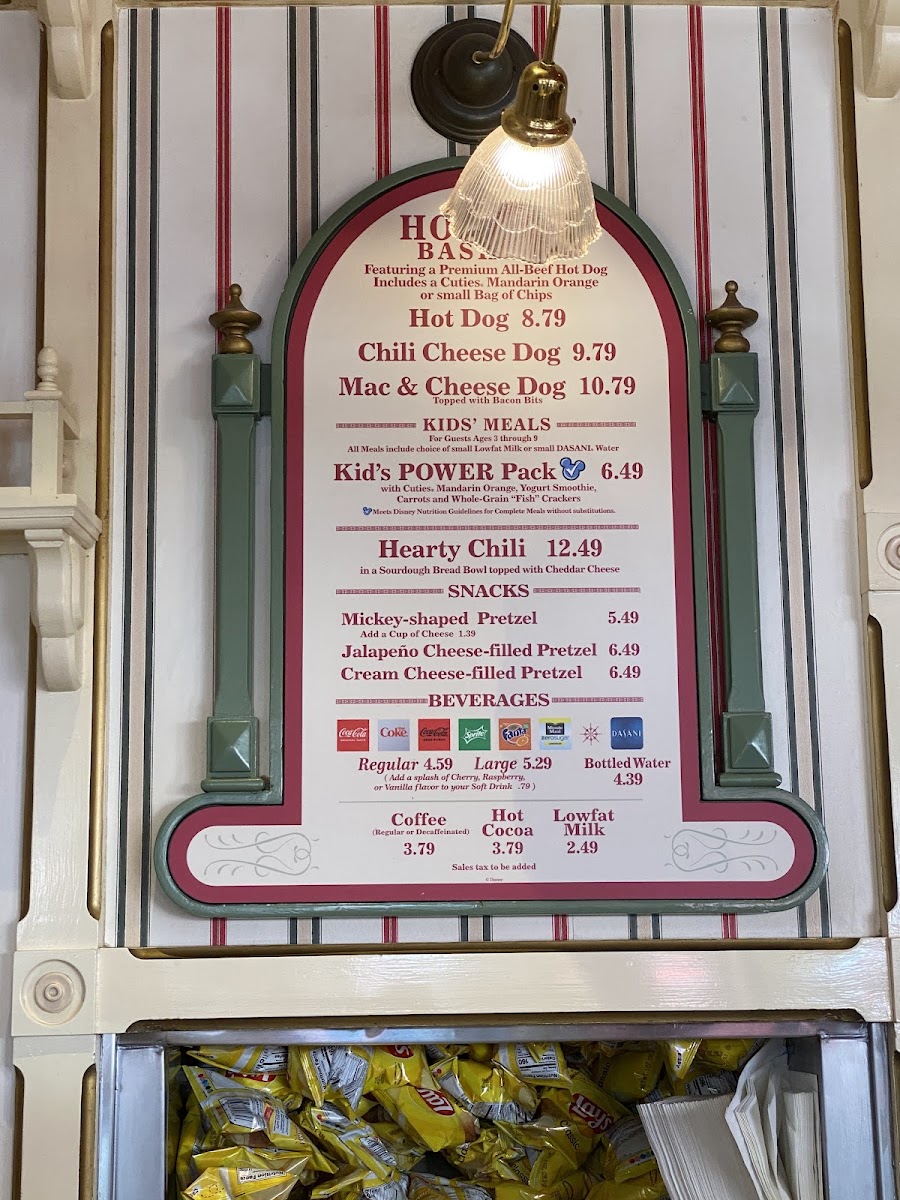 Featuring a Premium All-Beef Hot Dog
Includes a Cuties® Mandarin Orange
or small Bag of Chips
Hot Dog 8.79
Chili Cheese Dog 9.79
Mac & Cheese Dog 10.79
Topped with Bacon Bits
KIDS' MEALS
For Guests Ages 3 through 9
All Meals include choice of small Lowfat Milk or small DASANI® Water
Kid's POWER Pack 6.49
with Cuties® Mandarin Orange, Yogurt Smoothie,
Carrots and Whole-Grain “Fish” Crackers
Meets Disney Nutrition Guidelines for Complete Meals without substitutions.
Hearty Chili 12.49
in a Sourdough Bread Bowl topped with Cheddar Cheese
SNACKS
Mickey-shaped Pretzel 5.49
Add a Cup of Cheese 1.39
Jalapeño Cheese-filled Pretzel 6.49
Cream Cheese-filled Pretzel 6.49
BEVERAGES
Coca-Cola Coke Coca-Cola Sprite Fanta Minute Maid zero sugar DASANI
Regular 4.59 Large 5.29 Bottled Water
4.39
(Add a splash of Cherry, Raspberry,
or Vanilla flavor to your Soft Drink .79)
Coffee
(Regular or Decaffeinated)
3.79
Hot
Cocoa
3.79
Lowfat
Milk
2.49
Sales tax to be added
© Disney
Lay's